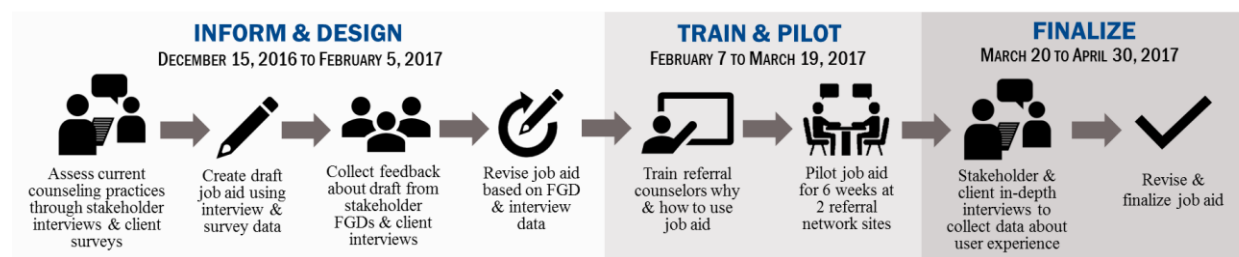 INFORM & DESIGN
DECEMBER 15, 2016 TO FEBRUARY 5, 2017
Assess current
counseling practices
through stakeholder
interviews & client
surveys
Create draft
job aid using
interview &
survey data
Collect feedback
about draft from
stakeholder
FGDs & client
interviews
Revise job aid
based on FGD
& interview
data
TRAIN & PILOT
FEBRUARY 7 TO MARCH 19, 2017
Train referral
counselors why
& how to use
job aid
Pilot job aid
for 6 weeks at
2 referral
network sites
FINALIZE
MARCH 20 TO APRIL 30, 2017
Stakeholder &
client in-depth
interviews to
collect data about
user experience
Revise &
finalize job aid